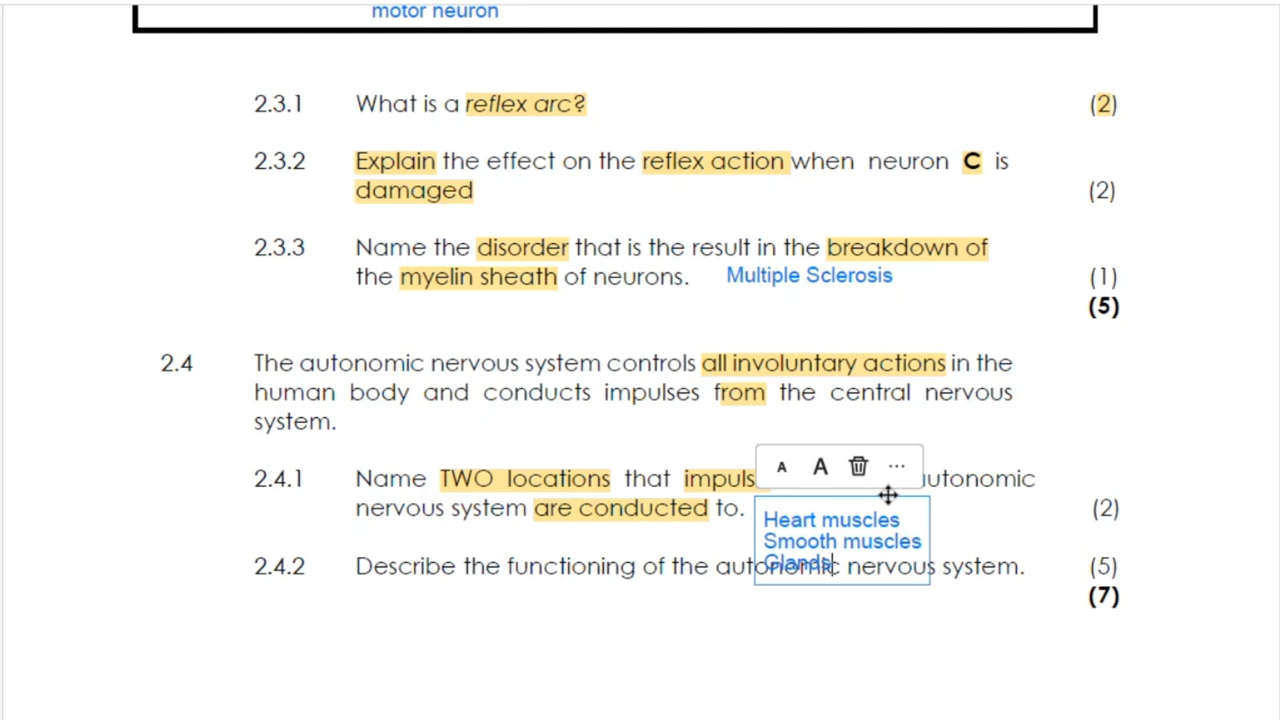 motor neuron
2.3.1 What is a reflex arc? (2)
2.3.2 Explain the effect on the reflex action when neuron C is
damaged (2)
2.3.3 Name the disorder that is the result in the breakdown of
the myelin sheath of neurons. Multiple Sclerosis (1)
(5)
2.4 The autonomic nervous system controls all involuntary actions in the
human body and conducts impulses from the central nervous
system.
A A ...
2.4.1 Name TWO locations that impuls utonomic
nervous system are conducted to. (2)
Heart muscles
Smooth muscles
Glands
2.4.2 Describe the functioning of the autonomic nervous system. (5)
(7)